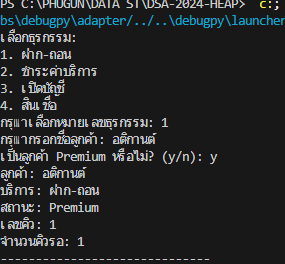 PS C:\PHUGUN\DATA ST\DSA-2024-HEAP> c:;
bs\debugpy\adapter/../..\debugpy\launcher
เลือกธุรกรรม:
1. ฝาก-ถอน
2. ชำระค่าบริการ
3. เปิดบัญชี
4. สินเชื่อ
กรุณาเลือกหมายเลขธุรกรรม: 1
กรุณากรอกชื่อลูกค้า: อติกานต์
เป็นลูกค้า Premium หรือไม่? (y/n): y
ลูกค้า: อติกานต์
บริการ: ฝาก-ถอน
สถานะ: Premium
เลขคิว: 1
จำนวนคิวรอ: 1
------------------------------